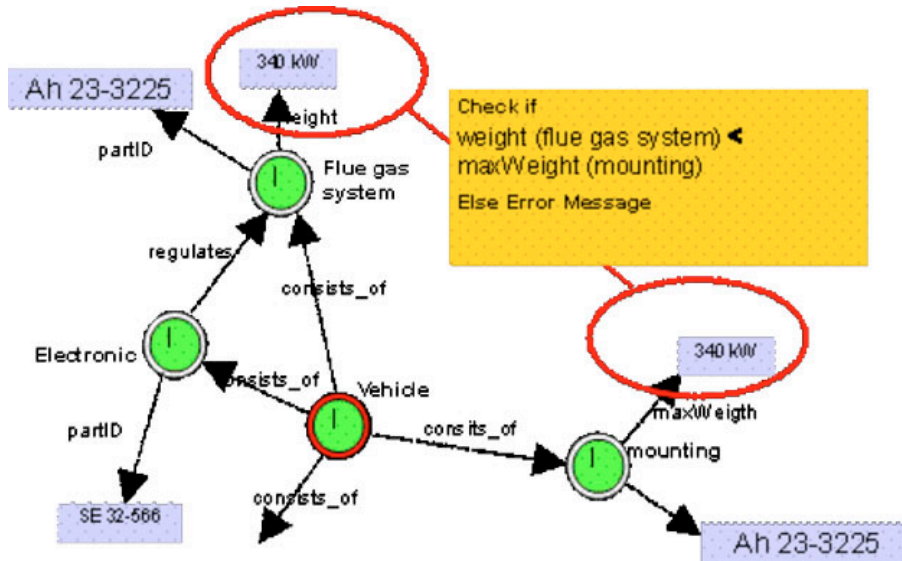 340 kW
Ah 23-3225
eight
partID
Flue gas
system
Check if
weight (flue gas system) <
maxWeight (mounting)
Else Error Message
regulates
consists_of
340 kW
Electronic
consists_of
Vehicle
maxWeigth
partID
consits_of
mounting
consists_of
SE 32-566
Ah 23-3225